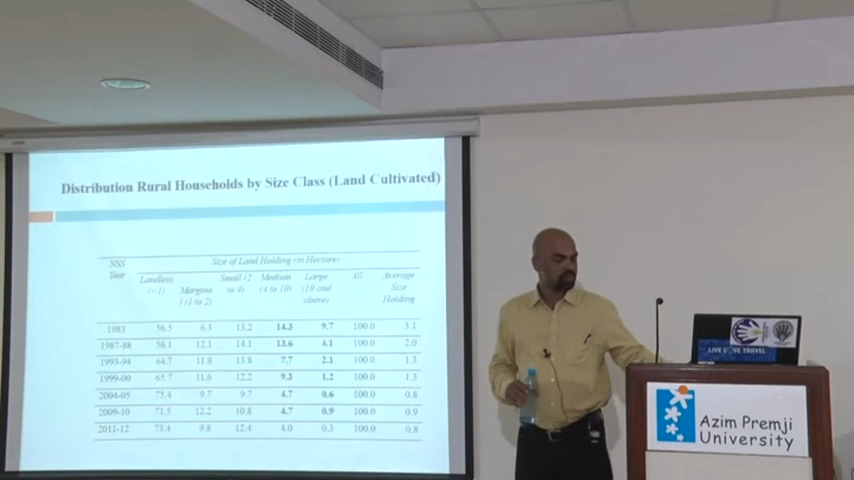 Distribution Rural Households by Size Class (Land Cultivated)
NSS Year Size of Land Holding (in Hectare)
Landless (<1) Marginal (1 to 2) Small (2 to 4) Medium (4 to 10) Large (10 and above) All Average Size Holding
1983 56.5 6.3 13.2 14.3 9.7 100.0 3.1
1987-88 56.1 12.1 14.1 13.6 4.1 100.0 2.0
1993-94 64.7 11.8 13.8 7.7 2.1 100.0 1.3
1999-00 65.7 11.6 12.2 9.3 1.2 100.0 1.3
2004-05 75.4 9.7 9.7 4.7 0.6 100.0 0.8
2009-10 71.5 12.2 10.8 4.7 0.9 100.0 0.9
2011-12 73.4 9.8 12.4 4.0 0.3 100.0 0.8
LIVE LOVE TRAVEL
Azim Premji
University